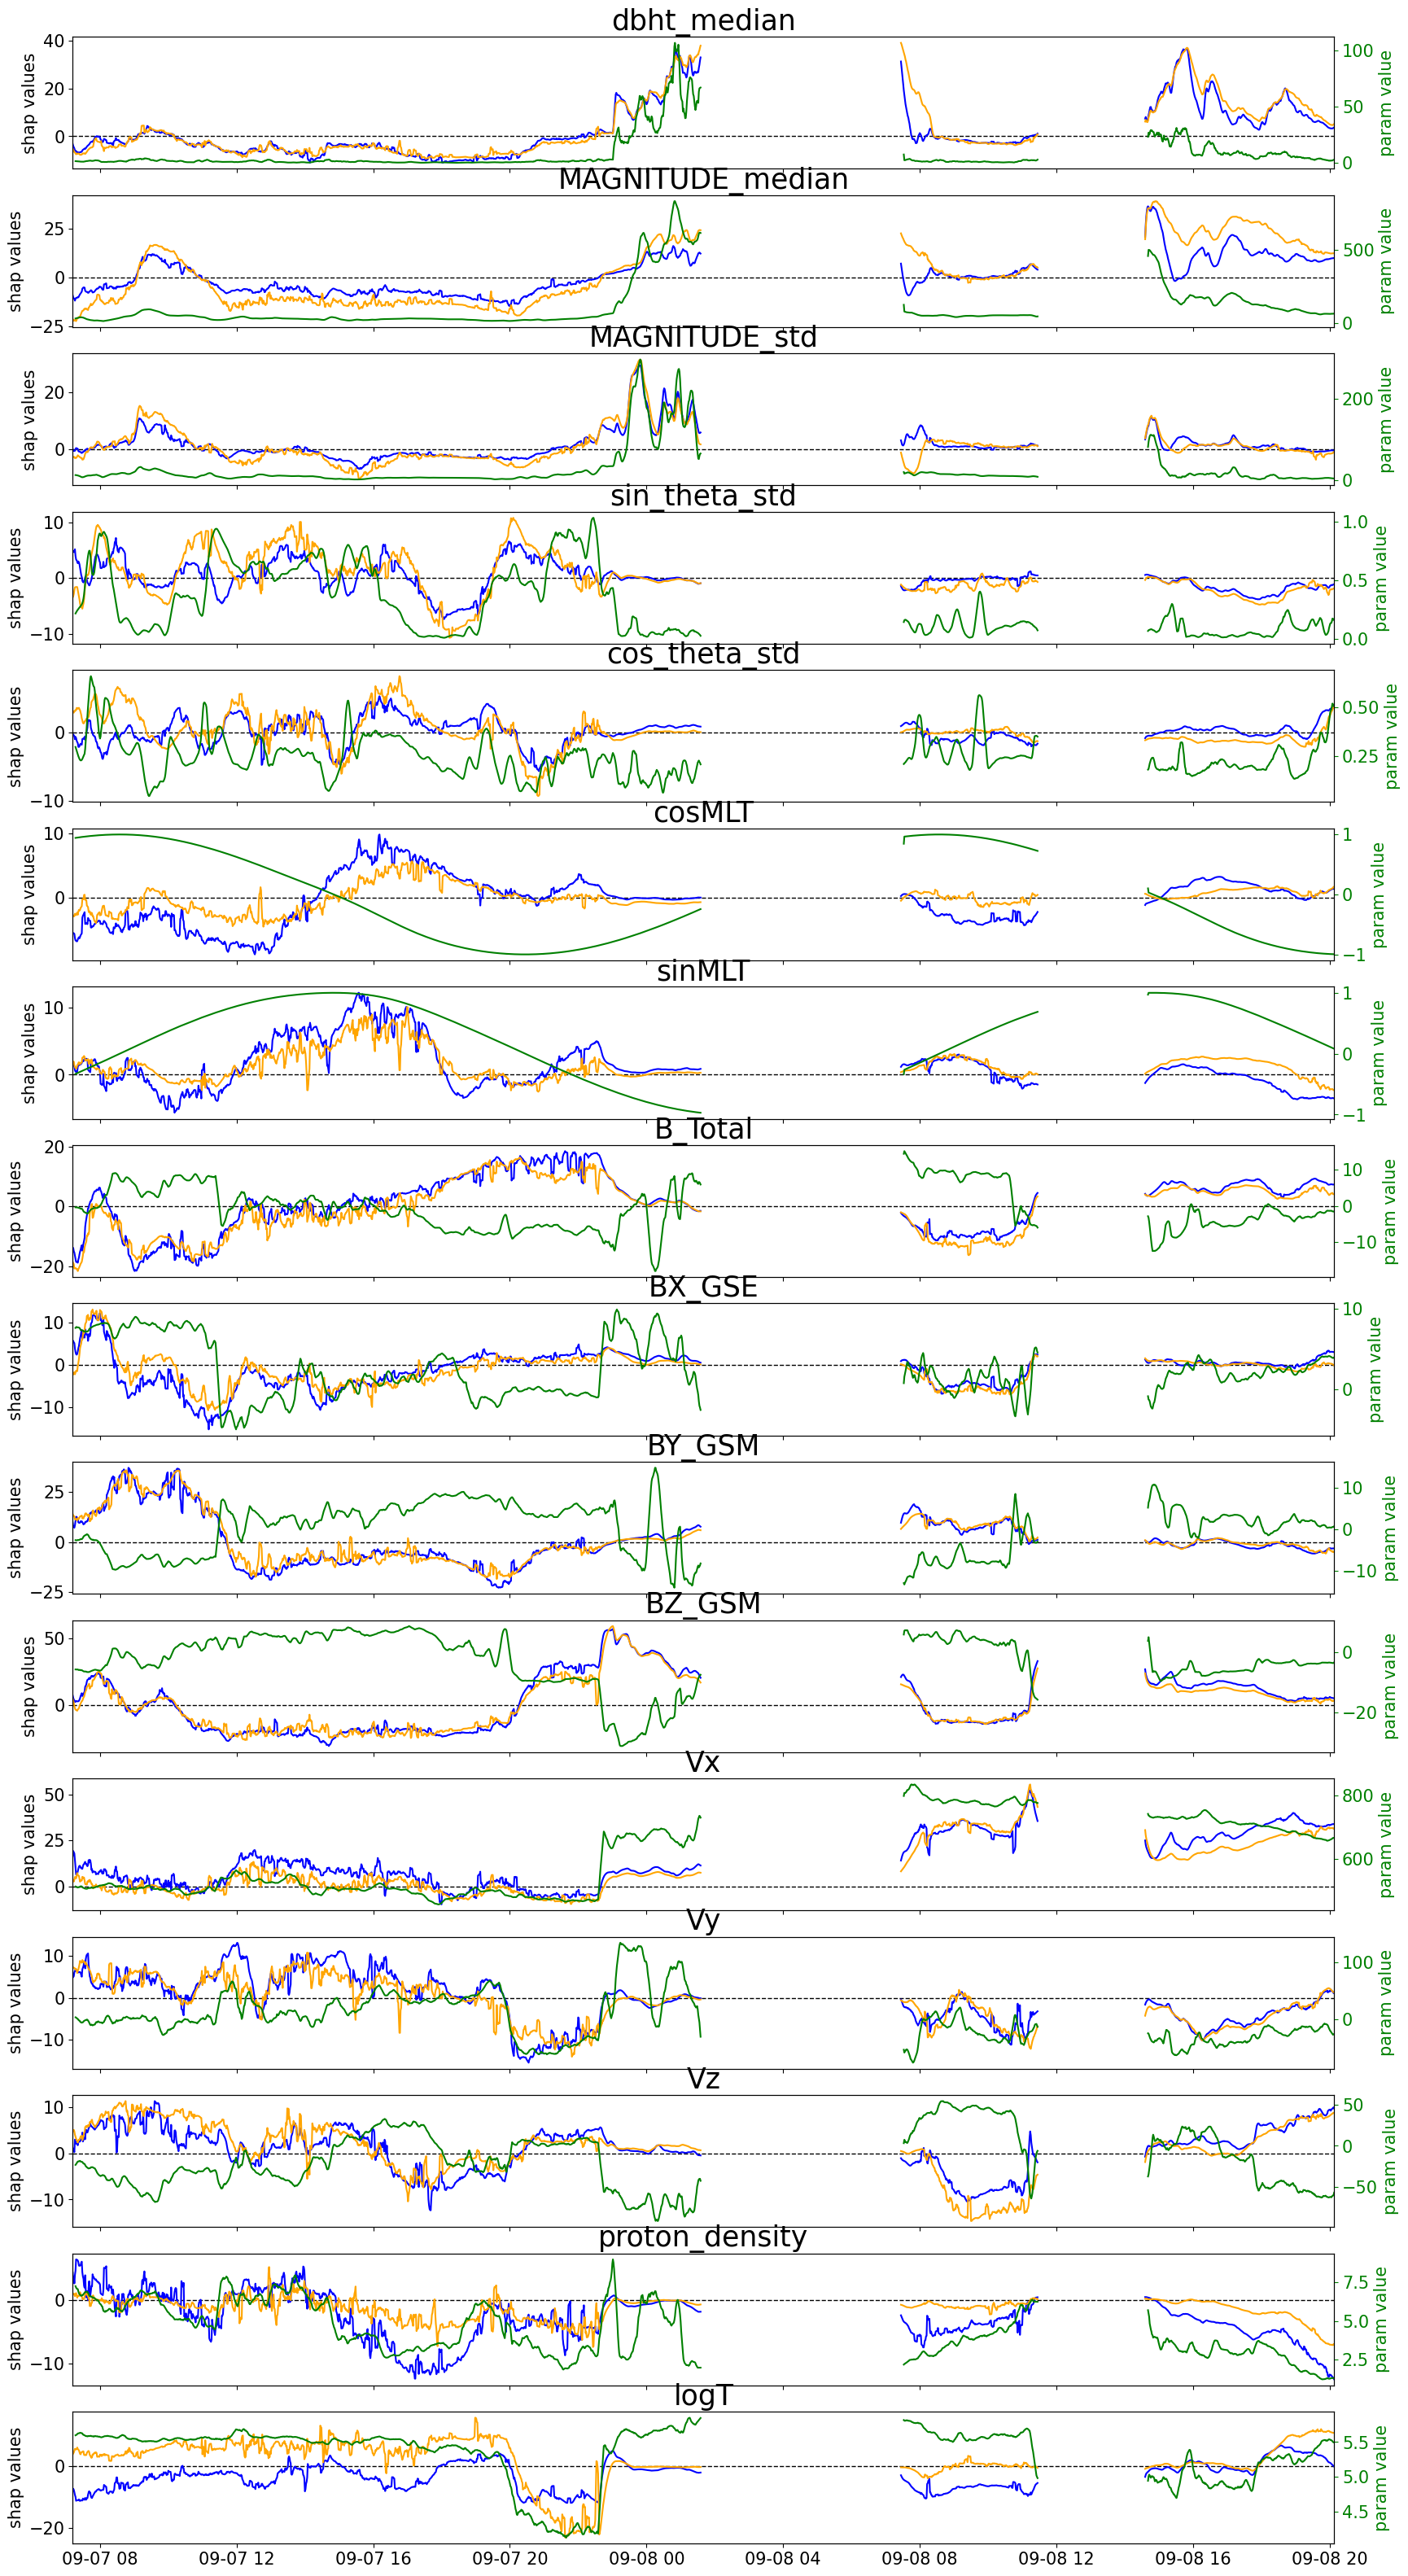 dbht_median
40
20
0
shap values
100
50
0
param value
MAGNITUDE_median
25
0
−25
shap values
500
0
param value
MAGNITUDE_std
20
0
shap values
200
0
param value
sin_theta_std
10
0
−10
shap values
1.0
0.5
0.0
param value
cos_theta_std
0
−10
shap values
0.50
0.25
param value
cosMLT
10
0
shap values
1
0
−1
param value
sinMLT
10
0
shap values
1
0
−1
param value
B_Total
20
0
−20
shap values
10
0
−10
param value
BX_GSE
10
0
−10
shap values
10
0
param value
BY_GSM
25
0
−25
shap values
10
0
−10
param value
BZ_GSM
50
0
shap values
0
−20
param value
Vx
50
25
0
shap values
800
600
param value
Vy
10
0
−10
shap values
100
0
param value
Vz
10
0
−10
shap values
50
0
−50
param value
proton_density
0
−10
shap values
7.5
5.0
2.5
param value
logT
0
−20
shap values
5.5
5.0
4.5
param value
09-07 08 09-07 12 09-07 16 09-07 20 09-08 00 09-08 04 09-08 08 09-08 12 09-08 16 09-08 20